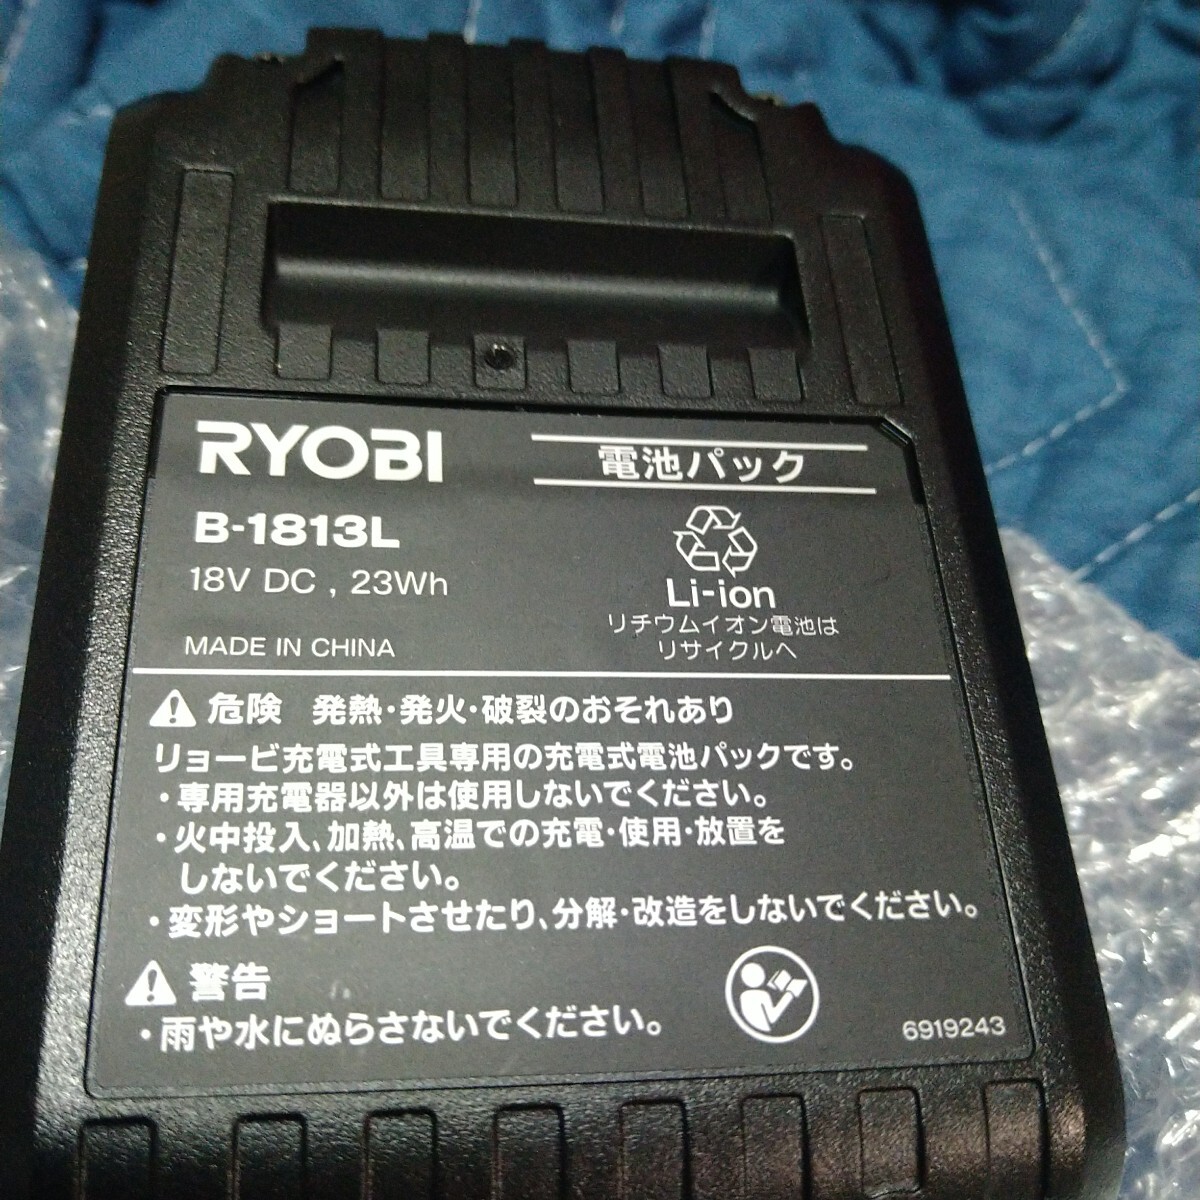 RYOBI
電池パック
B-1813L
18V DC , 23Wh
Li-ion
リチウムイオン電池は
リサイクルへ
MADE IN CHINA
危険 発熱・発火・破裂のおそれあり
リョービ充電式工具専用の充電式電池パックです。
・専用充電器以外は使用しないでください。
・火中投入、加熱、高温での充電・使用・放置を
しないでください。
・変形やショートさせたり、分解・改造をしないでください。
警告
・雨や水にぬらさないでください。
6919243